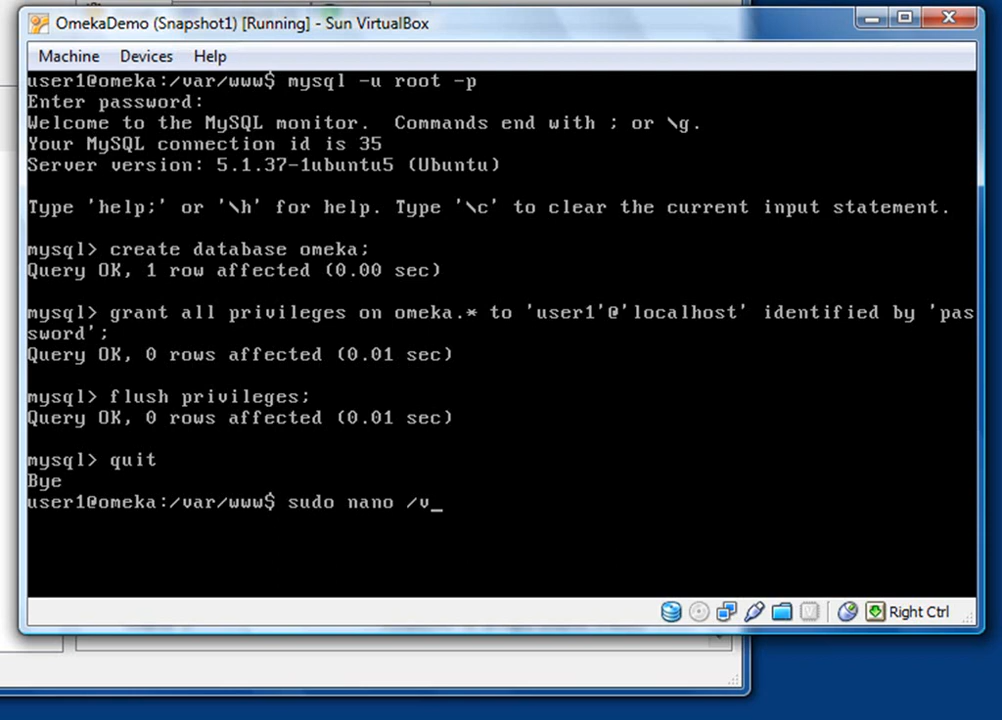 OmekaDemo (Snapshot1) [Running] - Sun VirtualBox
Machine Devices Help
user1@omeka:/var/www$ mysql -u root -p
Enter password:
Welcome to the MySQL monitor.  Commands end with ; or \g.
Your MySQL connection id is 35
Server version: 5.1.37-1ubuntu5 (Ubuntu)
Type 'help;' or '\h' for help. Type '\c' to clear the current input statement.
mysql> create database omeka;
Query OK, 1 row affected (0.00 sec)
mysql> grant all privileges on omeka.* to 'user1'@'localhost' identified by 'pas
sword';
Query OK, 0 rows affected (0.01 sec)
mysql> flush privileges;
Query OK, 0 rows affected (0.01 sec)
mysql> quit
Bye
user1@omeka:/var/www$ sudo nano /v_
Right Ctrl